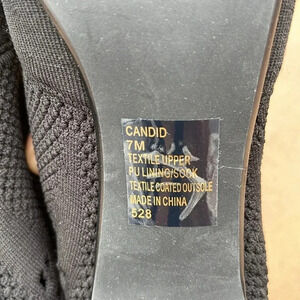 CANDID
7M
TEXTILE UPPER
PU LINING/SOCK
TEXTILE COATED OUTSOLE
MADE IN CHINA
528